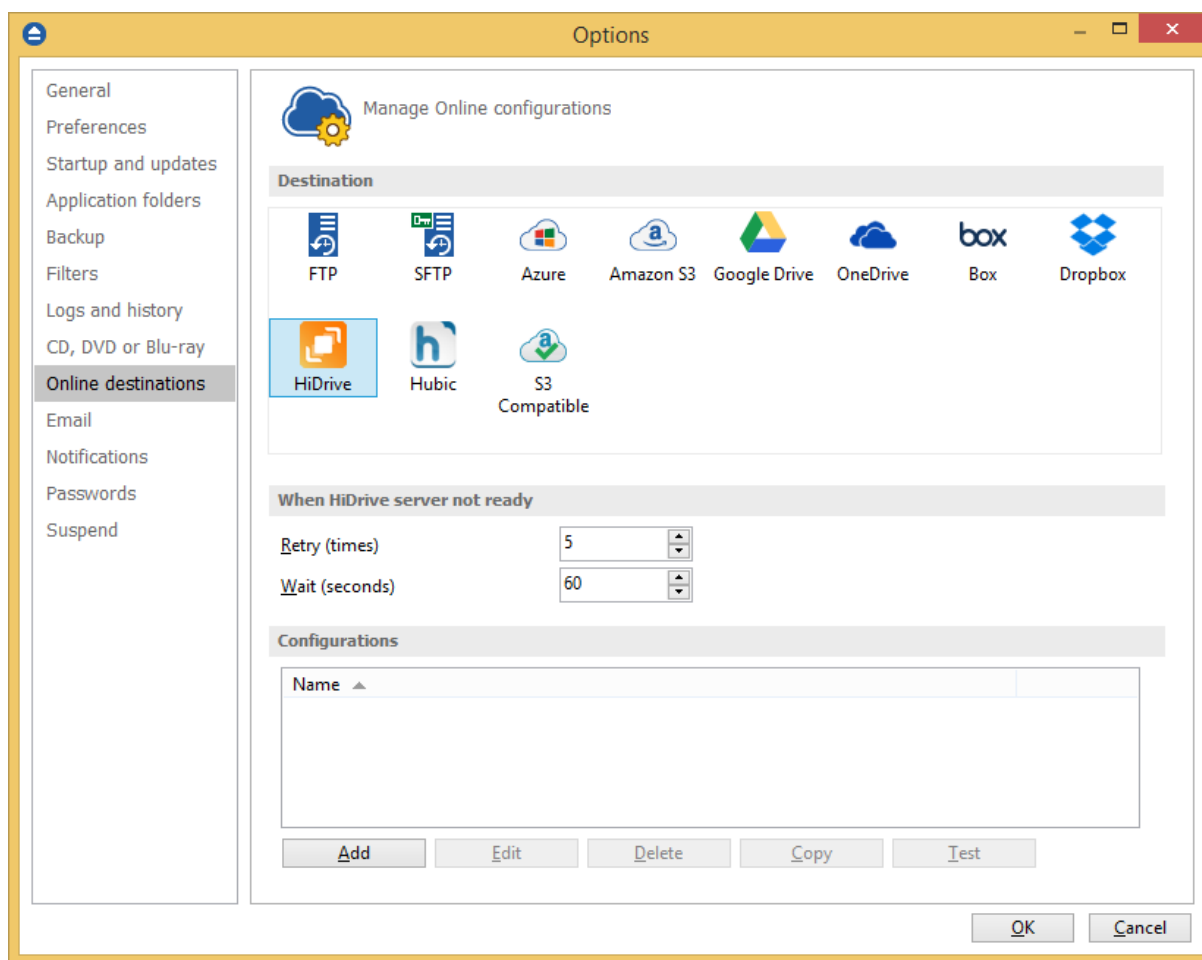 Options
General
Preferences
Startup and updates
Application folders
Backup
Filters
Logs and history
CD, DVD or Blu-ray
Online destinations
Email
Notifications
Passwords
Suspend
Manage Online configurations
Destination
FTP SFTP Azure Amazon S3 Google Drive OneDrive Box Dropbox
HiDrive Hubic S3
Compatible
When HiDrive server not ready
Retry (times) 5
Wait (seconds) 60
Configurations
Name
Add Edit Delete Copy Test
OK Cancel